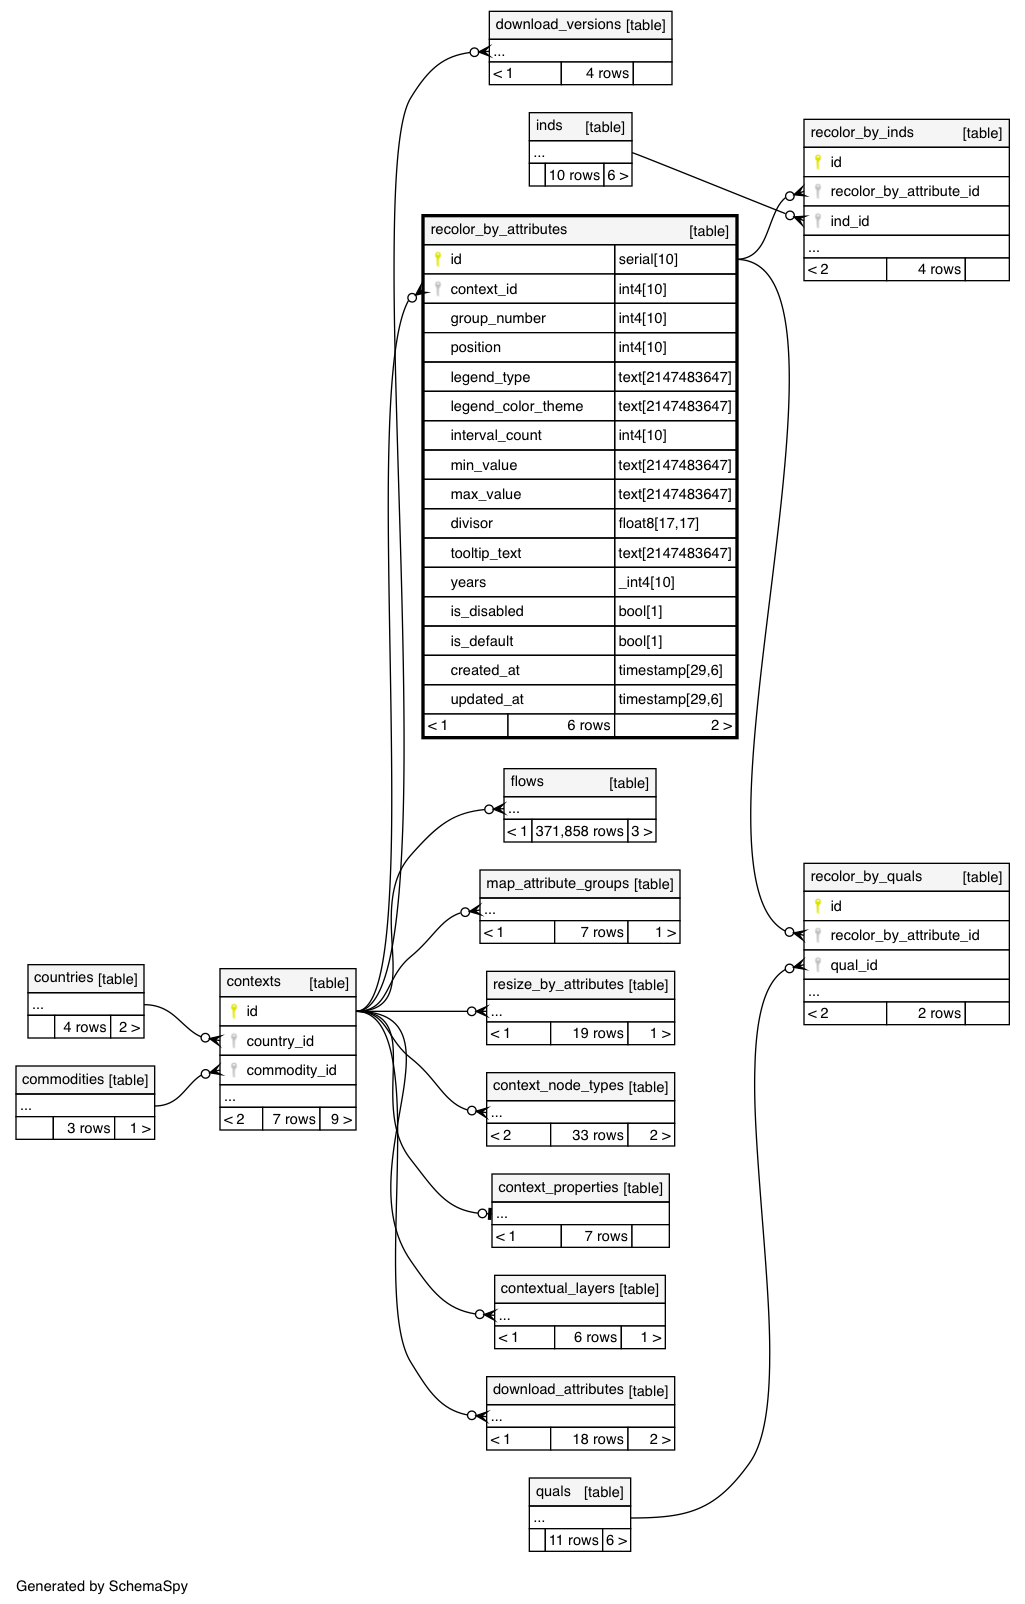 download_versions [table]
...
< 1 4 rows
inds [table]
...
10 rows 6 >
recolor_by_inds [table]
id
recolor_by_attribute_id
ind_id
...
< 2 4 rows
recolor_by_attributes [table]
id serial[10]
context_id int4[10]
group_number int4[10]
position int4[10]
legend_type text[2147483647]
legend_color_theme text[2147483647]
interval_count int4[10]
min_value text[2147483647]
max_value text[2147483647]
divisor float8[17,17]
tooltip_text text[2147483647]
years _int4[10]
is_disabled bool[1]
is_default bool[1]
created_at timestamp[29,6]
updated_at timestamp[29,6]
< 1 6 rows 2 >
flows [table]
...
< 1 371,858 rows 3 >
map_attribute_groups [table]
...
< 1 7 rows 1 >
recolor_by_quals [table]
id
recolor_by_attribute_id
qual_id
...
< 2 2 rows
countries [table]
...
4 rows 2 >
commodities [table]
...
3 rows 1 >
contexts [table]
id
country_id
commodity_id
...
< 2 7 rows 9 >
resize_by_attributes [table]
...
< 1 19 rows 1 >
context_node_types [table]
...
< 2 33 rows 2 >
context_properties [table]
...
< 1 7 rows
contextual_layers [table]
...
< 1 6 rows 1 >
download_attributes [table]
...
< 1 18 rows 2 >
quals [table]
...
11 rows 6 >
Generated by SchemaSpy